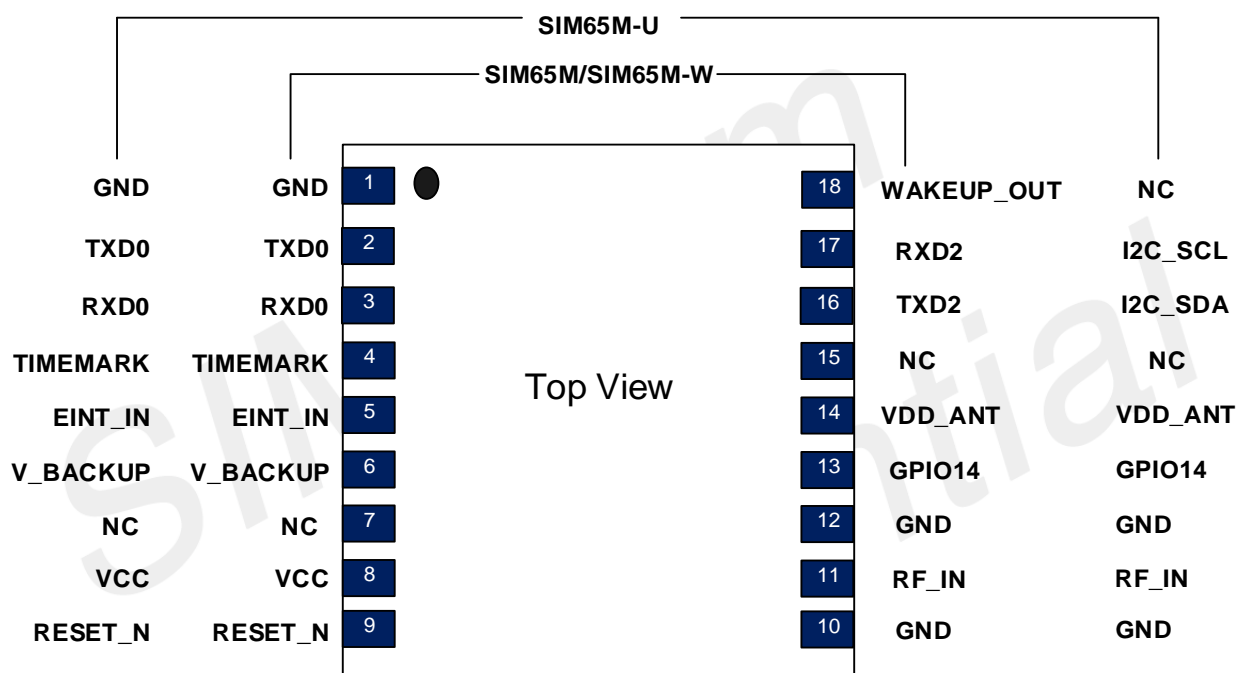 SIM65M-U
SIM65M/SIM65M-W
GND GND 1 18 WAKEUP_OUT NC
TXD0 TXD0 2 17 RXD2 I2C_SCL
RXD0 RXD0 3 16 TXD2 I2C_SDA
TIMEMARK TIMEMARK 4 15 NC NC
Top View
EINT_IN EINT_IN 5 14 VDD_ANT VDD_ANT
V_BACKUP V_BACKUP 6 13 GPIO14 GPIO14
NC NC 7 12 GND GND
VCC VCC 8 11 RF_IN RF_IN
RESET_N RESET_N 9 10 GND GND